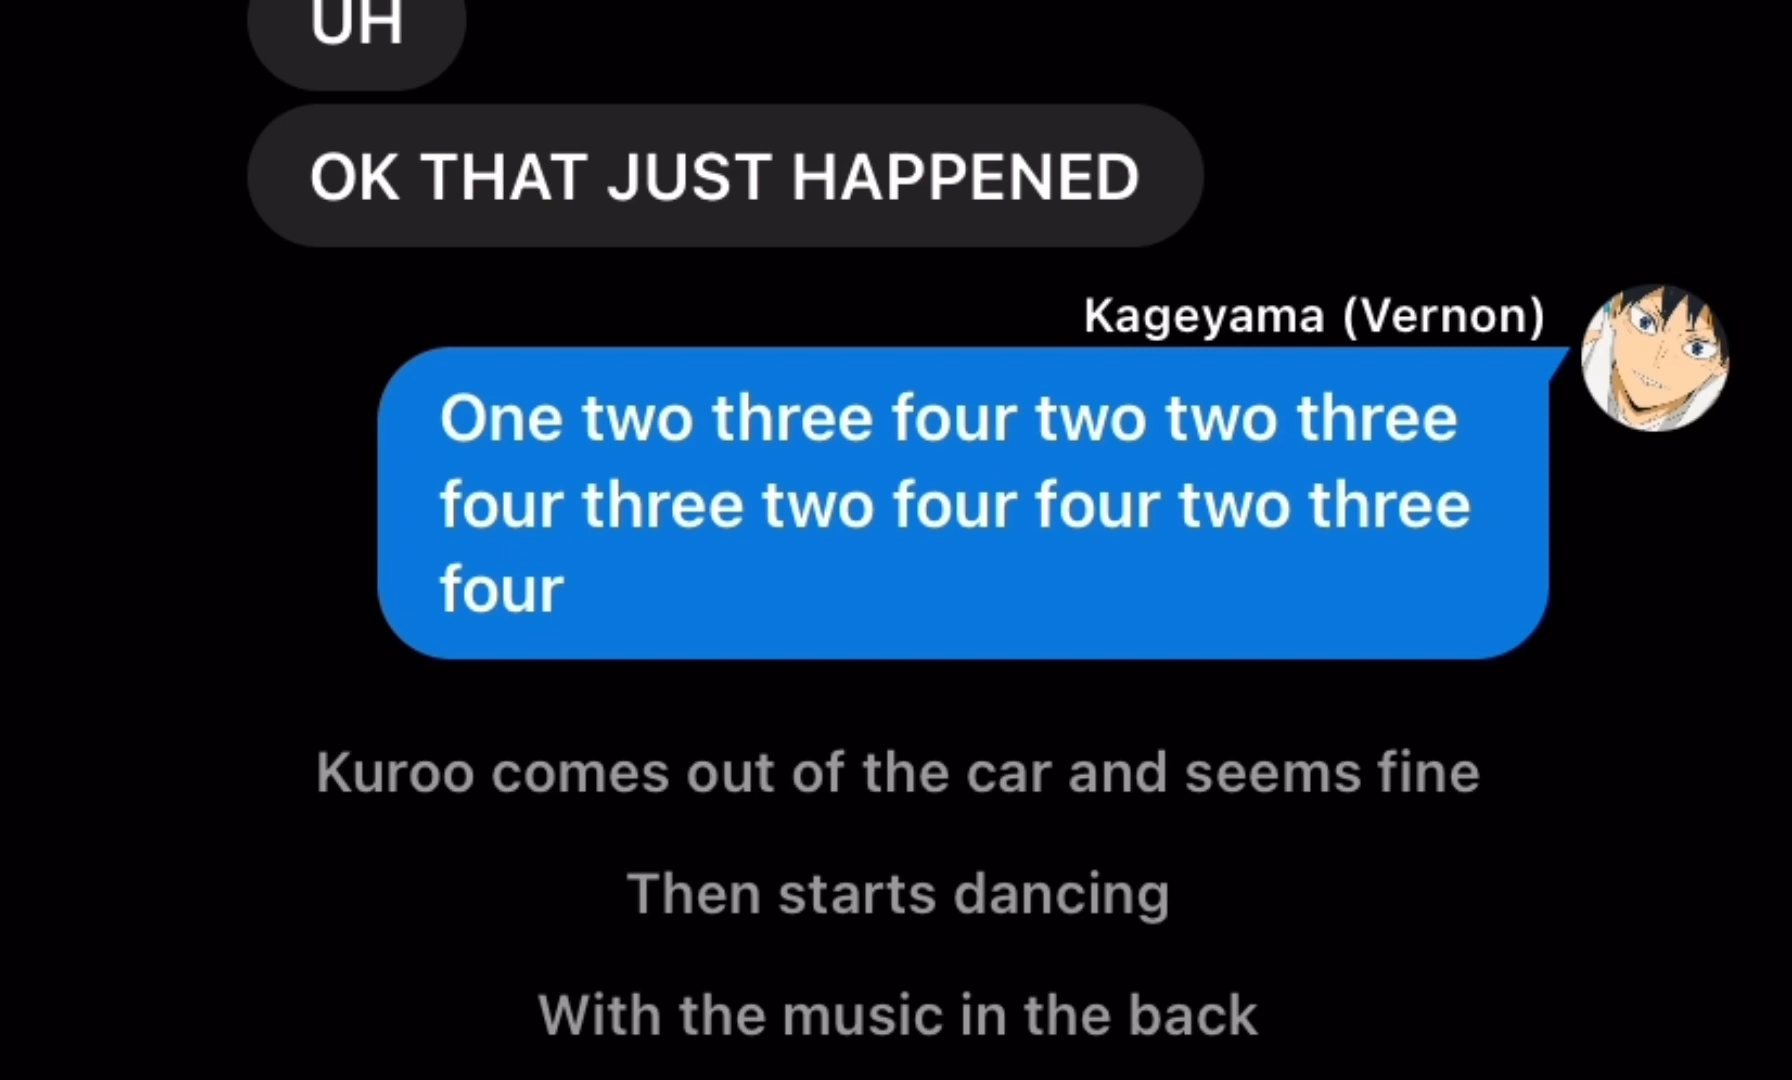 UH
OK THAT JUST HAPPENED
Kageyama (Vernon)
One two three four two two three
four three two four four two three
four
Kuroo comes out of the car and seems fine
Then starts dancing
With the music in the back